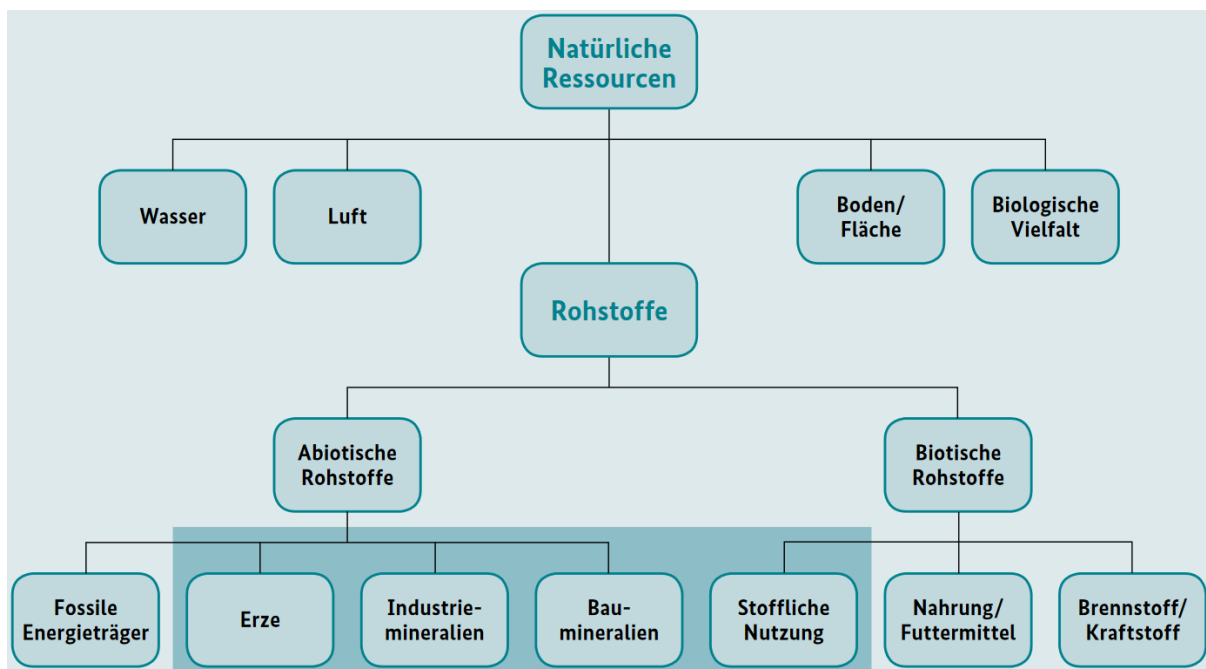 Natürliche
Ressourcen
Wasser
Luft
Boden/
Fläche
Biologische
Vielfalt
Rohstoffe
Abiotische
Rohstoffe
Biotische
Rohstoffe
Fossile
Energieträger
Erze
Industrie-
mineralien
Bau-
mineralien
Stoffliche
Nutzung
Nahrung/
Futtermittel
Brennstoff/
Kraftstoff